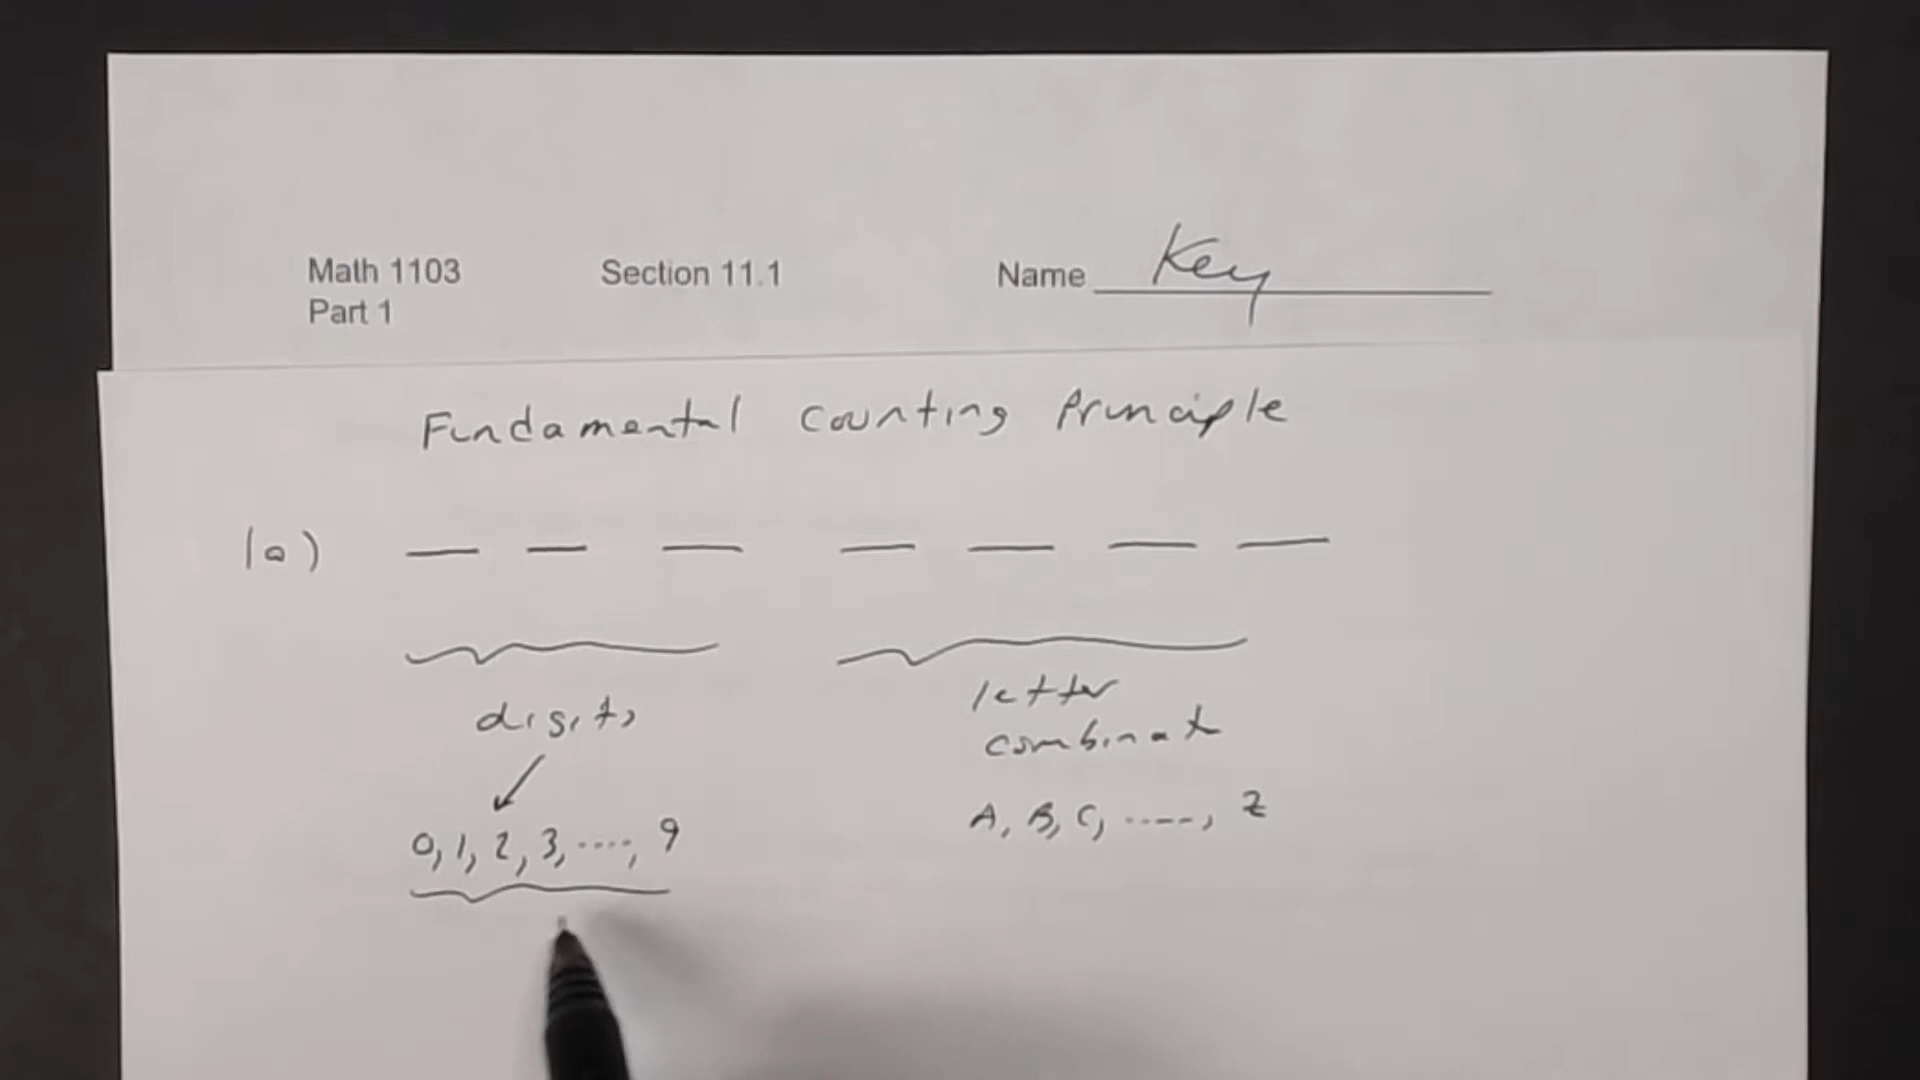 Math 1103 Section 11.1 Name Key
Part 1
Fundamental Counting Principle
1a) _ _ _ _ _ _ _
digits letter
combinat
0, 1, 2, 3, ...., 9 A, B, C, ....., Z